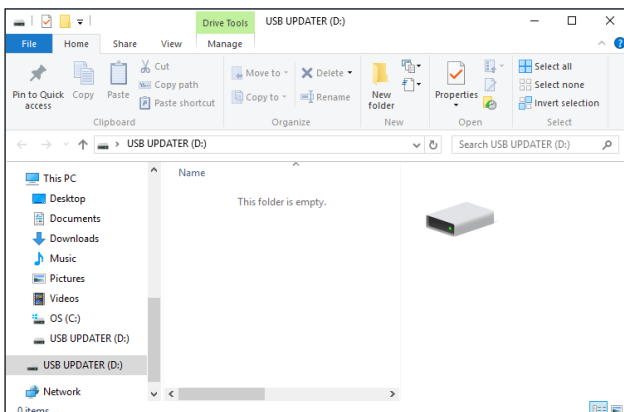 Drive Tools USB UPDATER (D:)
File Home Share View Manage
Pin to Quick access
Copy
Paste
Cut
Copy path
Paste shortcut
Clipboard
Move to
Copy to
Delete
Rename
Organize
New folder
New
Properties
Open
Select all
Select none
Invert selection
Select
USB UPDATER (D:)
Search USB UPDATER (D:)
This PC
Desktop
Documents
Downloads
Music
Pictures
Videos
OS (C:)
USB UPDATER (D:)
USB UPDATER (D:)
Network
Name
This folder is empty.
0 items